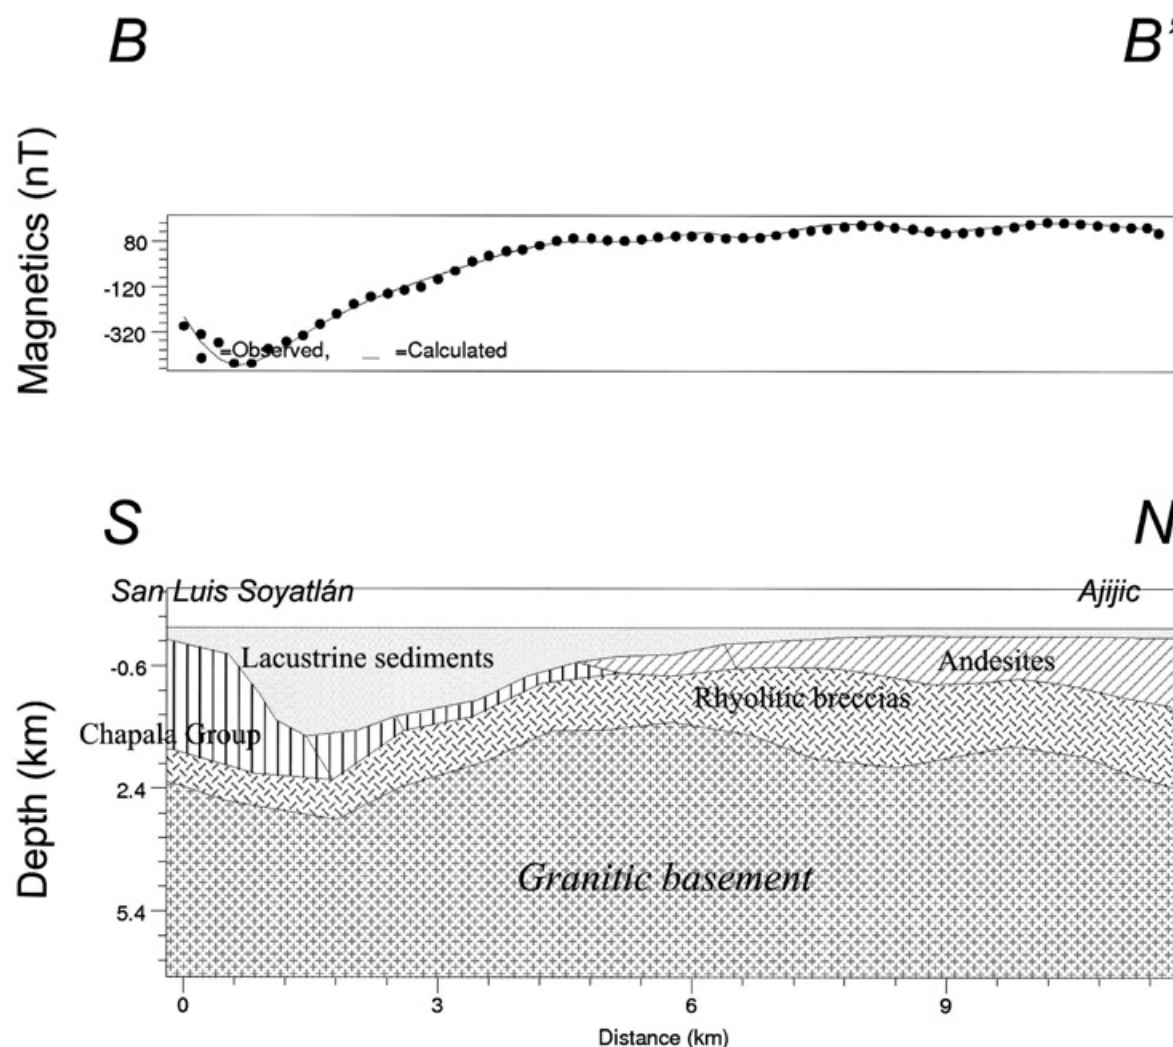 B B'
Magnetics (nT)
80
-120
-320
=Observed, __ =Calculated
S N
San Luis Soyatlán Ajijic
Depth (km)
-0.6
2.4
5.4
Lacustrine sediments
Andesites
Rhyolitic breccias
Chapala Group
Granitic basement
0 3 6 9
Distance (km)